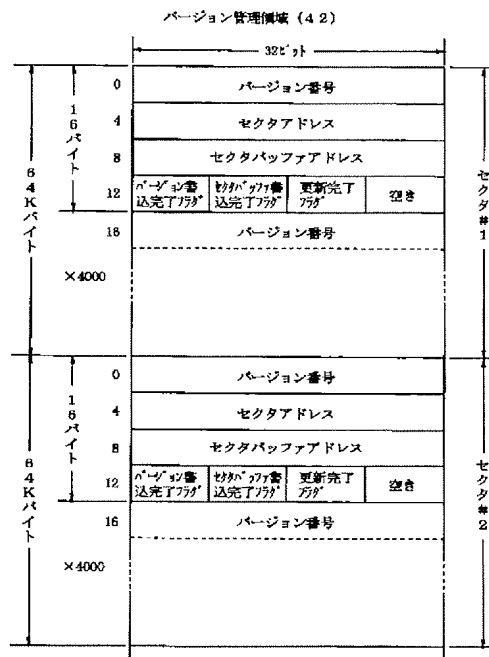 バージョン管理領域(42)
32ビット
0 バージョン番号
4 セクタアドレス
8 セクタバッファアドレス
12 バージョン書込完了フラグ セクタバッファ書込完了フラグ 更新完了フラグ 空き
16 バージョン番号
×4000
16バイト
64Kバイト
セクタ#1
0 バージョン番号
4 セクタアドレス
8 セクタバッファアドレス
12 バージョン書込完了フラグ セクタバッファ書込完了フラグ 更新完了フラグ 空き
16 バージョン番号
×4000
16バイト
64Kバイト
セクタ#2